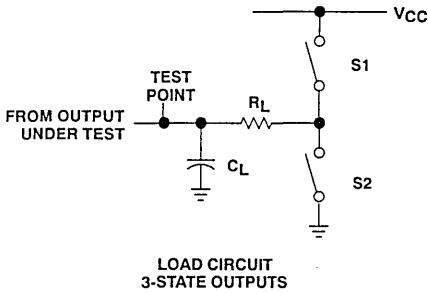 VCC
S1
TEST
POINT
RL
FROM OUTPUT
UNDER TEST
CL
S2
LOAD CIRCUIT
3-STATE OUTPUTS